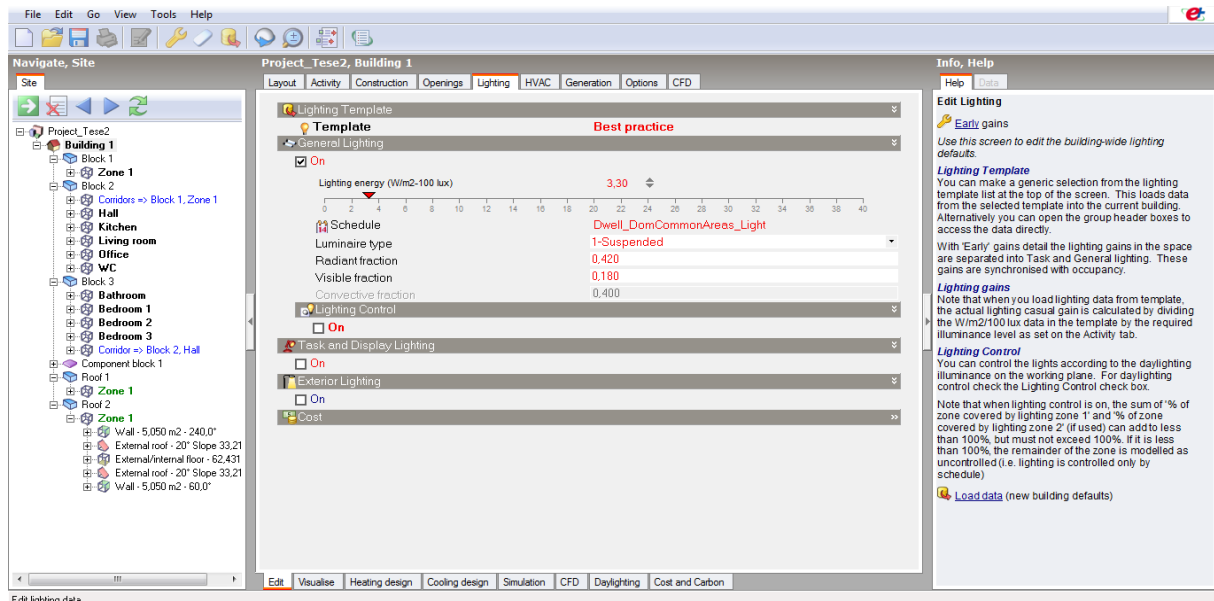 File Edit Go View Tools Help
Navigate, Site
Site
Project_Tese2
Building 1
Block 1
Zone 1
Block 2
Corridors => Block 1, Zone 1
Hall
Kitchen
Living room
Office
WC
Block 3
Bathroom
Bedroom 1
Bedroom 2
Bedroom 3
Corridor => Block 2, Hall
Component block 1
Roof 1
Zone 1
Roof 2
Zone 1
Wall - 5,050 m2 - 240,0°
External roof - 20° Slope 33,21
External/internal floor - 62,431
External roof - 20° Slope 33,21
Wall - 5,050 m2 - 60,0°
Project_Tese2, Building 1
Layout Activity Construction Openings Lighting HVAC Generation Options CFD
Lighting Template
Template Best practice
General Lighting
On
Lighting energy (W/m2-100 lux) 3,30
0 2 4 6 8 10 12 14 16 18 20 22 24 26 28 30 32 34 36 38 40
Schedule Dwell_DomCommonAreas_Light
Luminaire type 1-Suspended
Radiant fraction 0,420
Visible fraction 0,180
Convective fraction 0,400
Lighting Control
On
Task and Display Lighting
On
Exterior Lighting
On
Cost
Edit Visualise Heating design Cooling design Simulation CFD Daylighting Cost and Carbon
Info, Help
Help Data
Edit Lighting
Early gains
Use this screen to edit the building-wide lighting
defaults.
Lighting Template
You can make a generic selection from the lighting
template list at the top of the screen. This loads data
from the selected template into the current building.
Alternatively you can open the group header boxes to
access the data directly.
With 'Early' gains detail the lighting gains in the space
are separated into Task and General lighting. These
gains are synchronised with occupancy.
Lighting gains
Note that when you load lighting data from template,
the actual lighting casual gain is calculated by dividing
the W/m2/100 lux data in the template by the required
illuminance level as set on the Activity tab.
Lighting Control
You can control the lights according to the daylighting
illuminance on the working plane. For daylighting
control check the Lighting Control check box.
Note that when lighting control is on, the sum of '% of
zone covered by lighting zone 1' and '% of zone
covered by lighting zone 2' (if used) can add to less
than 100%, but must not exceed 100%. If it is less
than 100%, the remainder of the zone is modelled as
uncontrolled (i.e. lighting is controlled only by
schedule)
Load data (new building defaults)
Edit lighting data